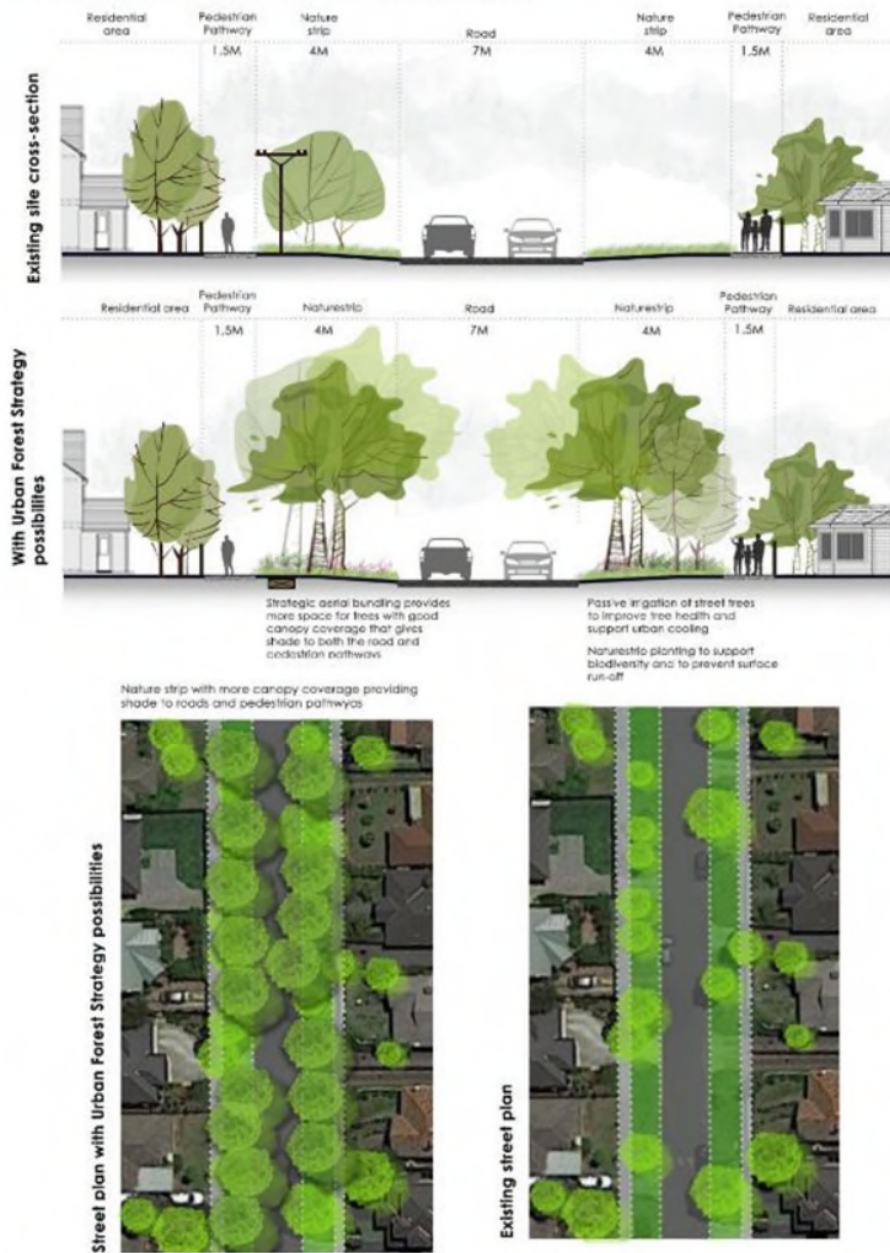 Residential area
Pedestrian Pathway
Nature strip
Road
Nature strip
Pedestrian Pathway
Residential area
1.5M
4M
7M
4M
1.5M
Existing site cross-section
Residential area
Pedestrian Pathway
Naturestrip
Road
Naturestrip
Pedestrian Pathway
Residential area
1.5M
4M
7M
4M
1.5M
With Urban Forest Strategy
possibilites
Strategic aerial bundling provides
more space for trees with good
canopy coverage that gives
shade to both the road and
pedestrian pathways
Passive irrigation of street trees
to improve tree health and
support urban cooling
Naturestrip planting to support
biodiversity and to prevent surface
run-off
Nature strip with more canopy coverage providing
shade to roads and pedestrian pathwyas
Street plan with Urban Forest Strategy possibilities
Existing street plan